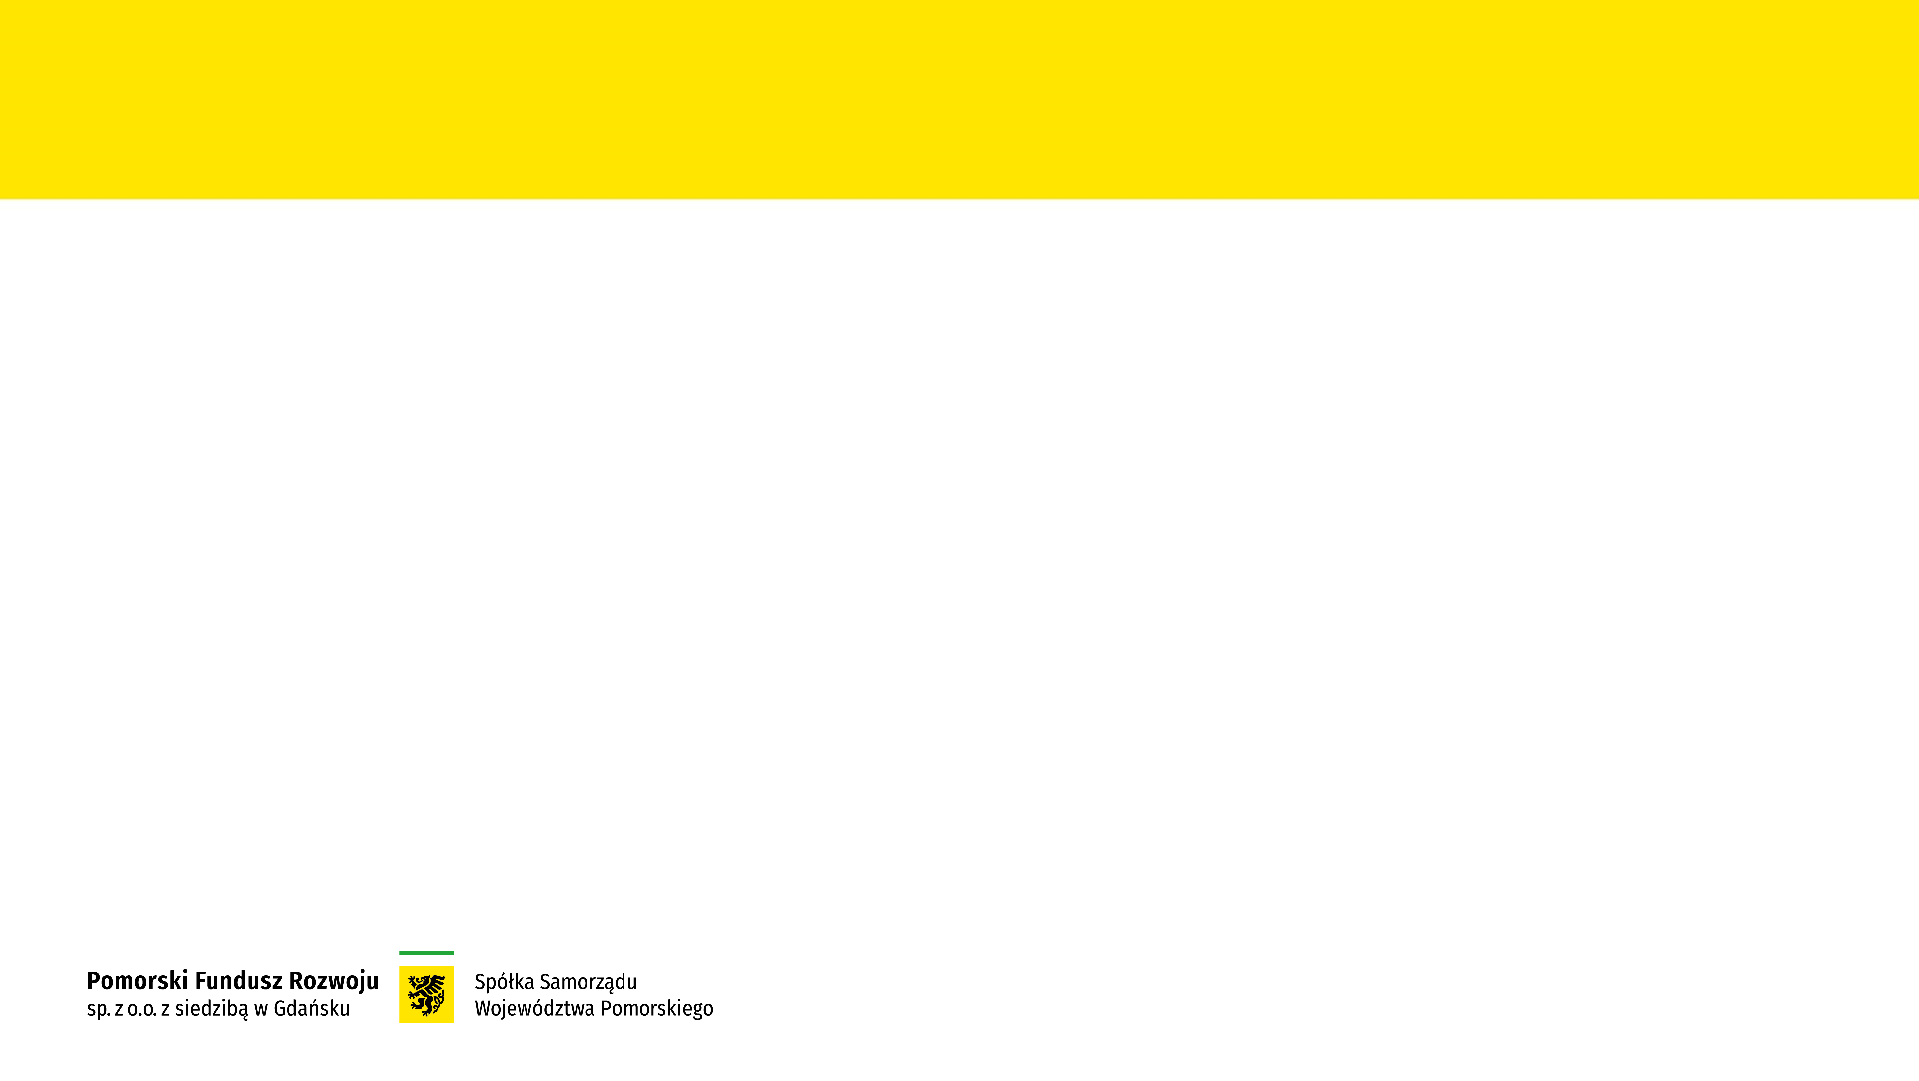 Pomorski Fundusz Rozwoju
sp. z o.o. z siedzibą w Gdańsku
Spółka Samorządu
Województwa Pomorskiego